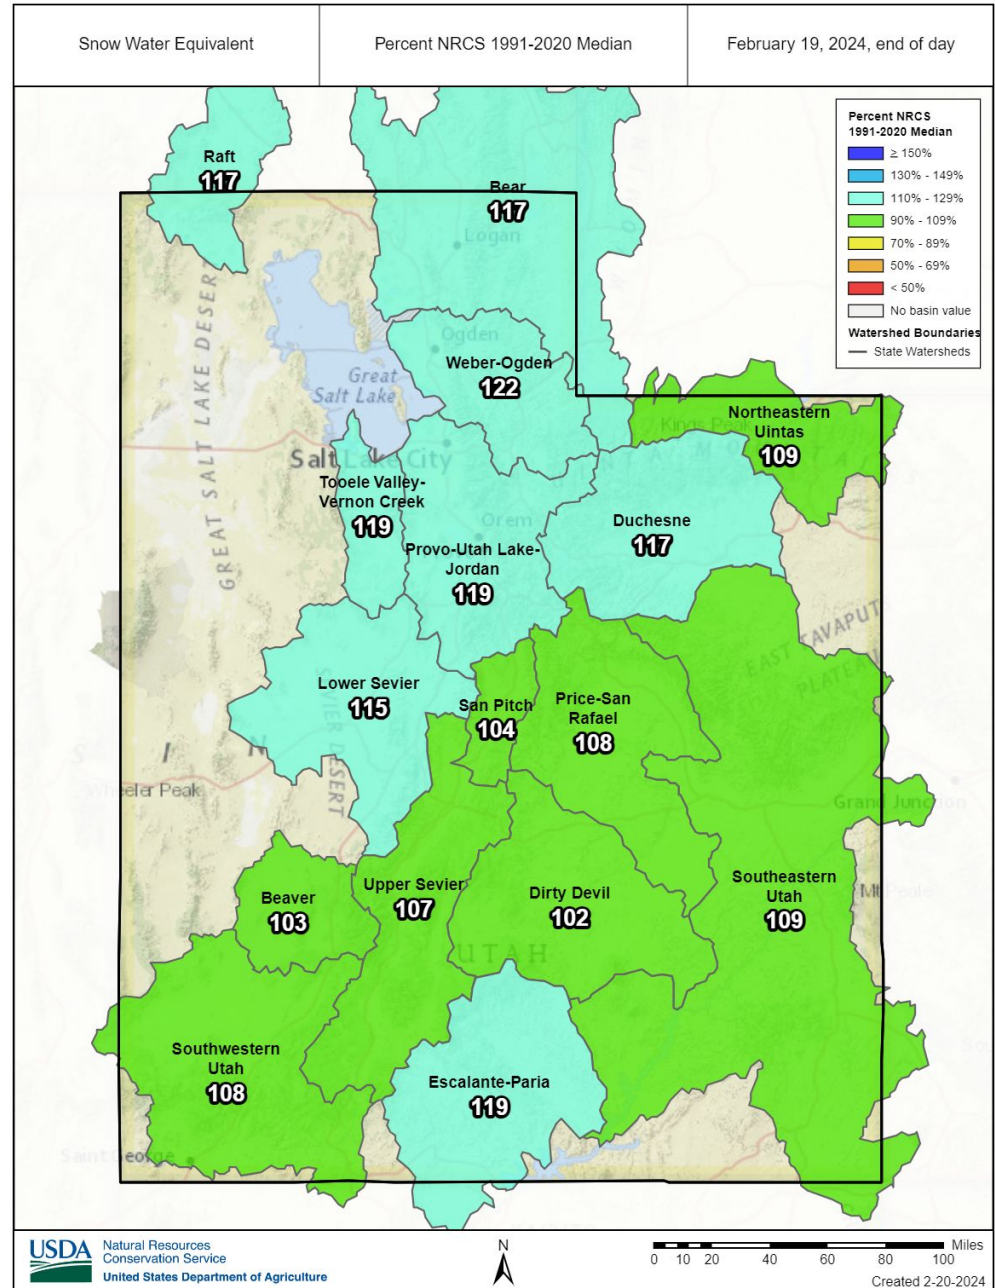 Snow Water Equivalent
Percent NRCS 1991-2020 Median
February 19, 2024, end of day
Percent NRCS
1991-2020 Median
≥ 150%
130% - 149%
110% - 129%
90% - 109%
70% - 89%
50% - 69%
< 50%
No basin value
Watershed Boundaries
State Watersheds
Raft
117
Bear
117
Logan
GREAT SALT LAKE DESERT
Ogden
Weber-Ogden
122
Great
Salt Lake
Kings Peak
Northeastern
Uintas
109
Salt Lake City
Tooele Valley-
Vernon Creek
119
Orem
Provo-Utah Lake-
Jordan
119
Duchesne
117
EAST TAVAPUTS
PLATEAU
Lower Sevier
115
SEVIER DESERT
San Pitch
104
Price-San
Rafael
108
Wheeler Peak
Grand Junction
Beaver
103
Upper Sevier
107
Dirty Devil
102
Southeastern
Utah
109
Mt Peale
UTAH
Southwestern
Utah
108
Escalante-Paria
119
Saint George
USDA
Natural Resources
Conservation Service
United States Department of Agriculture
N
Miles
0 10 20 40 60 80 100
Created 2-20-2024